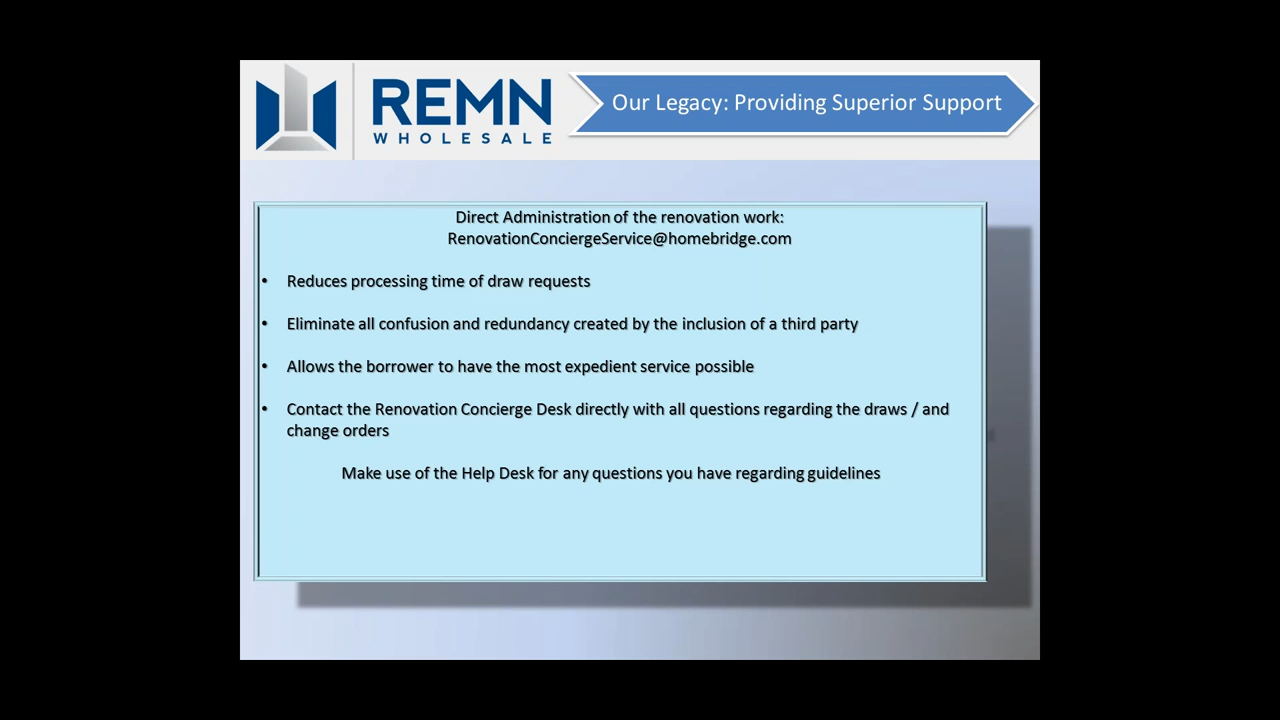 REMN
WHOLESALE
Our Legacy: Providing Superior Support
Direct Administration of the renovation work:
RenovationConciergeService@homebridge.com
• Reduces processing time of draw requests
• Eliminate all confusion and redundancy created by the inclusion of a third party
• Allows the borrower to have the most expedient service possible
• Contact the Renovation Concierge Desk directly with all questions regarding the draws / and
change orders
Make use of the Help Desk for any questions you have regarding guidelines